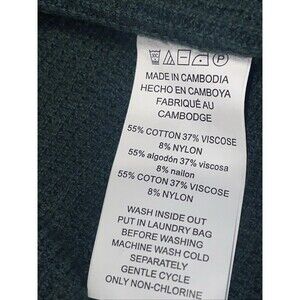 MADE IN CAMBODIA
HECHO EN CAMBOYA
FABRIQUÉ AU
CAMBODGE
55% COTTON 37% VISCOSE
8% NYLON
55% algodón 37% viscosa
8% nailon
55% COTON 37% VISCOSE
8% NYLON
WASH INSIDE OUT
PUT IN LAUNDRY BAG
BEFORE WASHING
MACHINE WASH COLD
SEPARATELY
GENTLE CYCLE
ONLY NON-CHLORINE